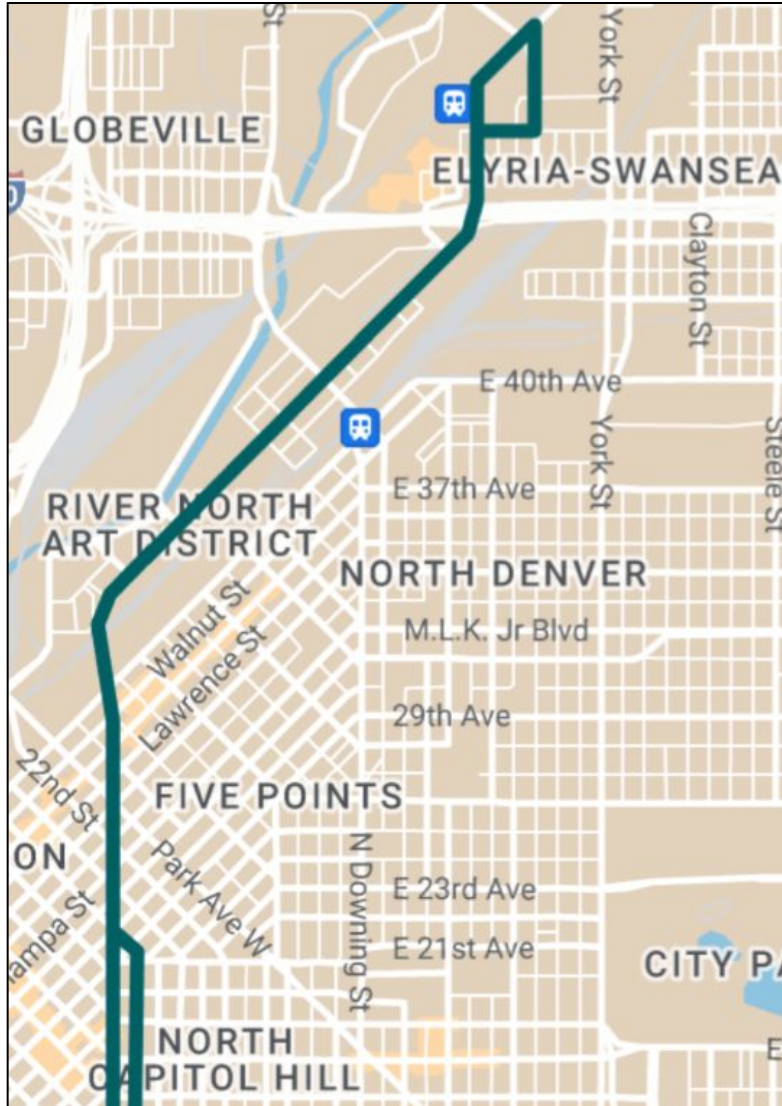 St
York St
GLOBEVILLE
ELYRIA-SWANSEA
Clayton St
E 40th Ave
York St
Steele St
E 37th Ave
RIVER NORTH
ART DISTRICT
NORTH DENVER
Walnut St
M.L.K. Jr Blvd
Lawrence St
29th Ave
22nd St
FIVE POINTS
ON
Park Ave W
N Downing St
E 23rd Ave
E 21st Ave
CITY PA
NORTH
CAPITOL HILL
E